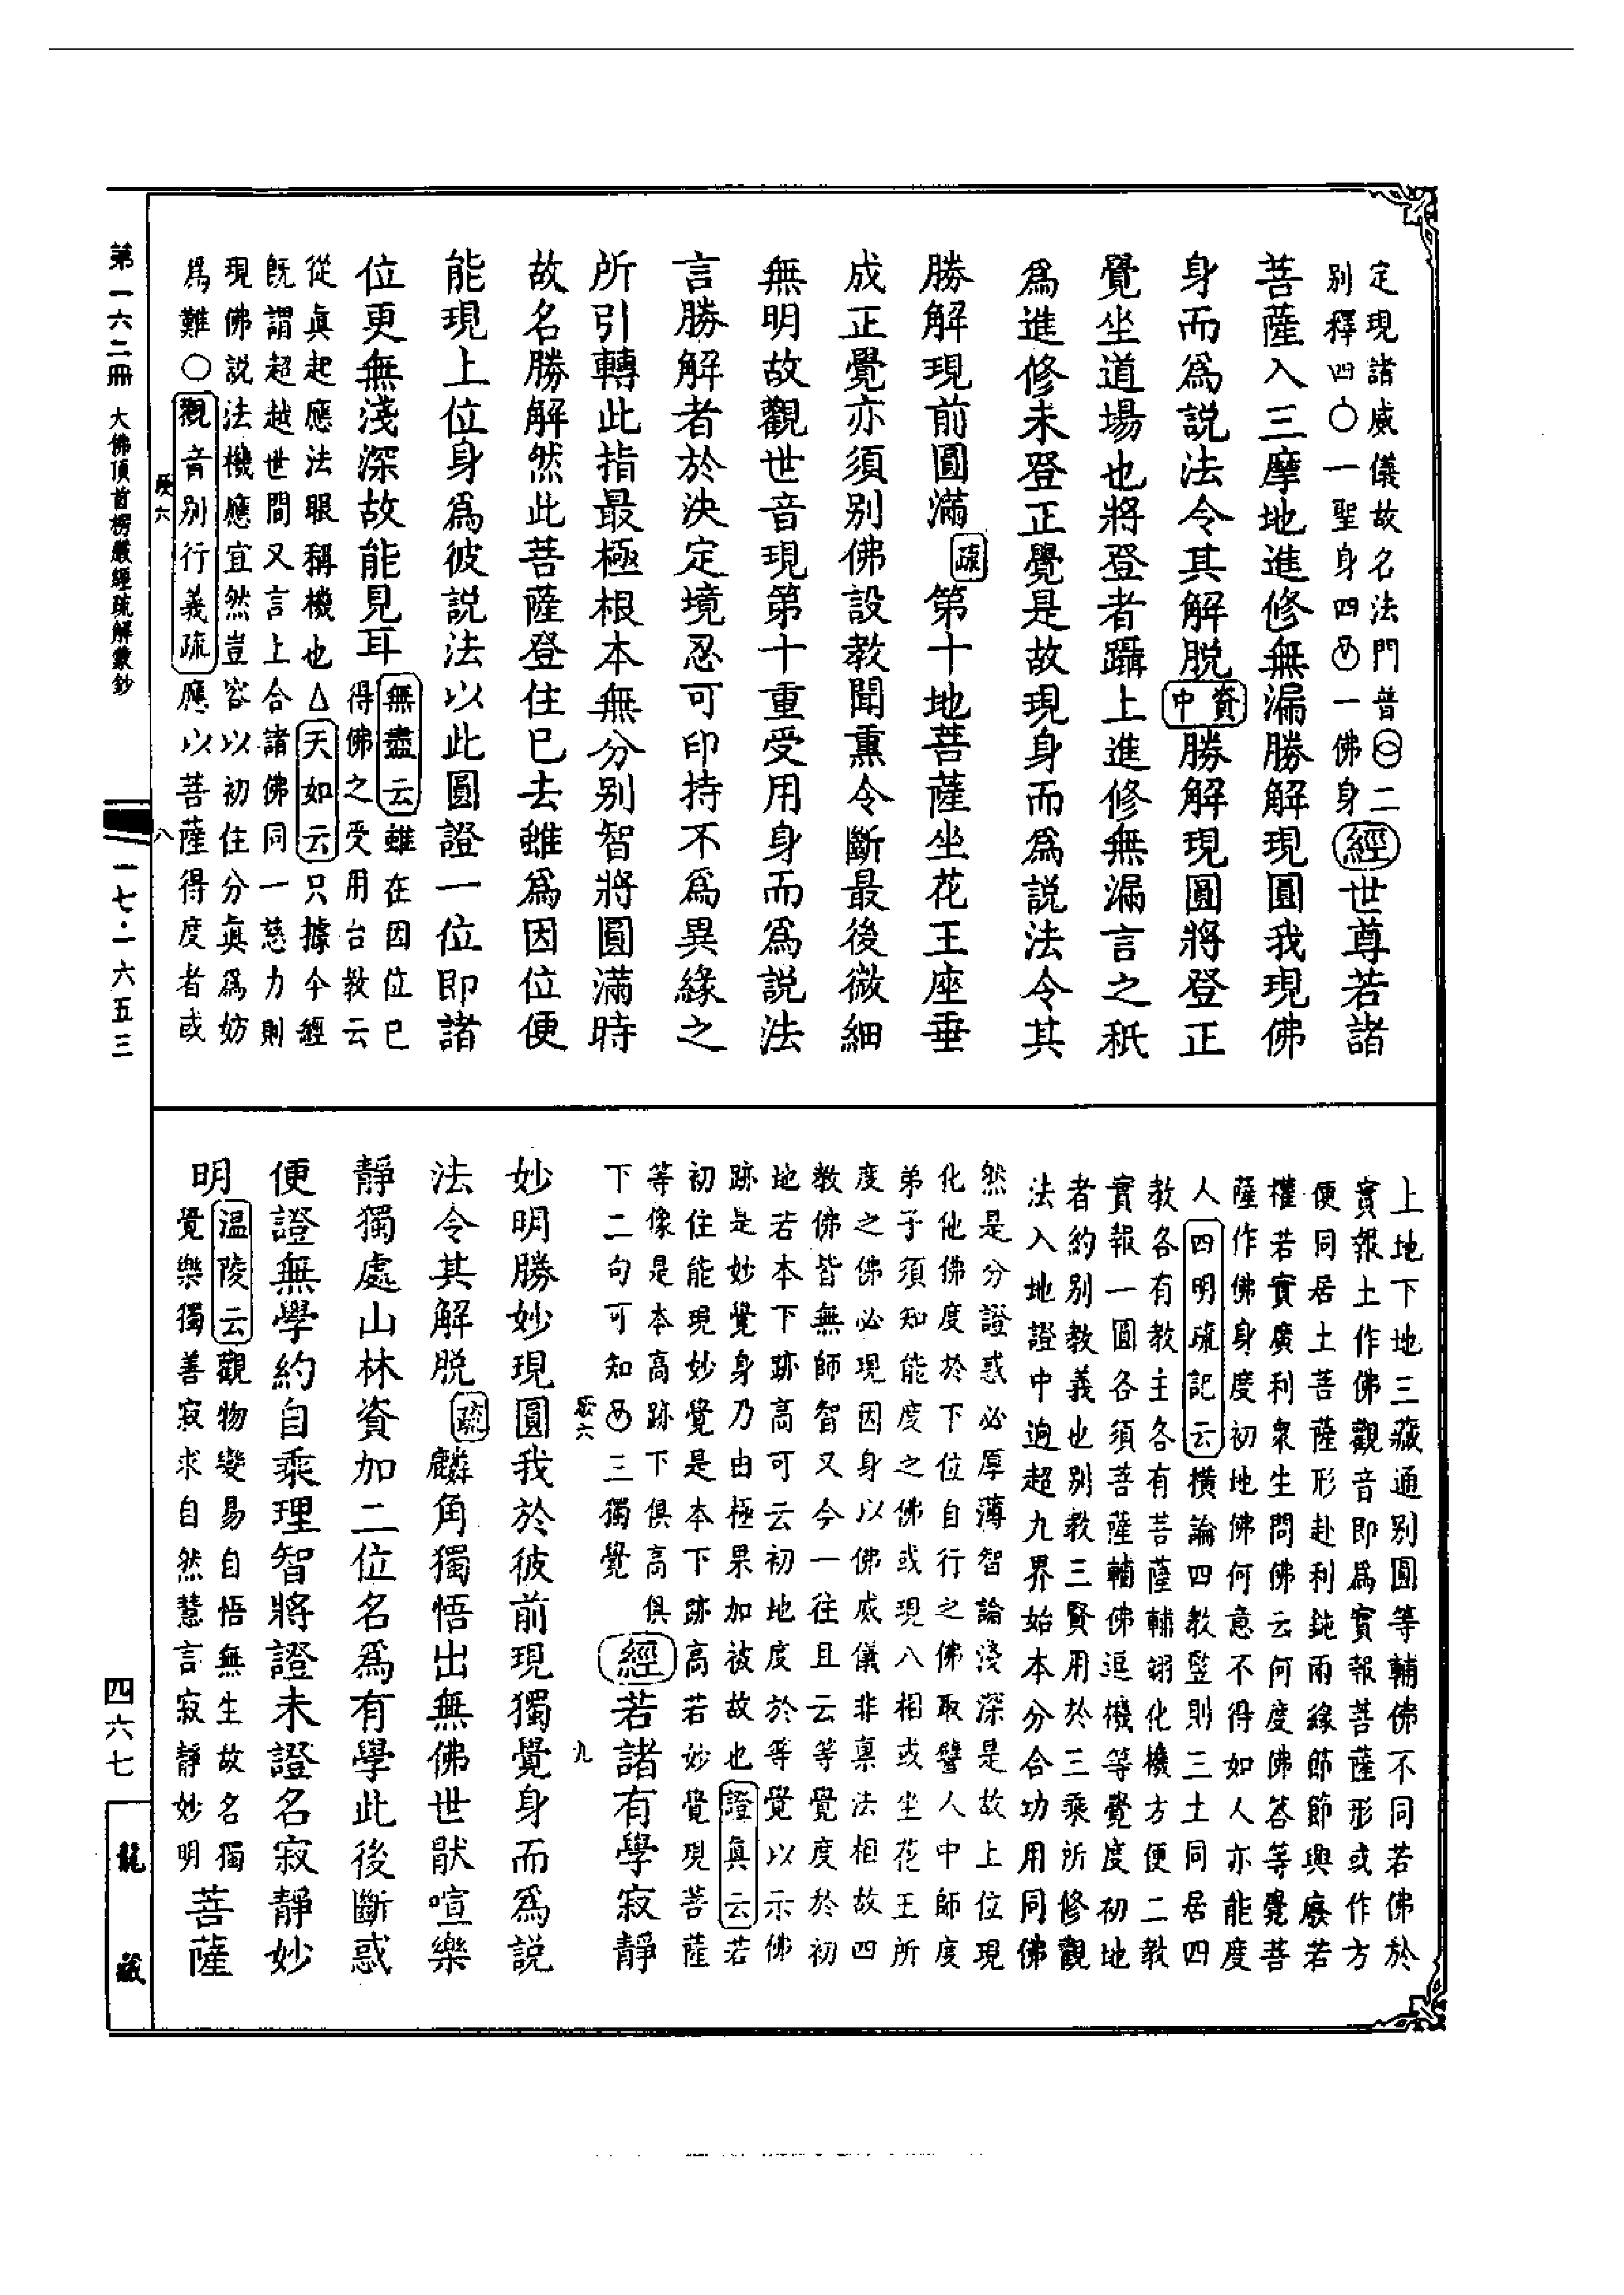 定現諸威儀故名法門普㊀二
別釋四○一聖身四㊁一佛身
經世尊若諸
菩薩入三摩地進修無漏勝解現圓我現佛
身而爲說法令其解脫資中勝解現圓將登正
覺坐道場也將登者躡上進修無漏言之秖
爲進修未登正覺是故現身而爲說法令其
勝解現前圓滿疏第十地菩薩坐花王座垂
成正覺亦須別佛設教聞熏令斷最後微細
無明故觀世音現第十重受用身而爲說法
言勝解者於決定境忍可印持不爲異緣之
所引轉此指最極根本無分別智將圓滿時
故名勝解然此菩薩登住已去雖爲因位便
能現上位身爲彼說法以此圓證一位即諸
位更無淺深故能見耳
無盡云雖在因位已
得佛之受用台教云
從眞起應法眼稱機也△天如云只據今經
旣謂超越世間又言上合諸佛同一慈力則
現佛說法機應宜然豈容以初住分眞爲妨
爲難○觀音別行義疏應以菩薩得度者或
上地下地三藏通別圓等輔佛不同若佛於
實報土作佛觀音即爲實報菩薩形或作方
便同居土菩薩形赴利鈍兩緣節節與廢若
權若實廣利衆生問佛云何度佛答等覺菩
薩作佛身度初地佛何意不得如人亦能度
人四明疏記云橫論四教竪則三土同居四
教各有教主各有菩薩輔翊化機方便二教
實報一圓各須菩薩輔佛逗機等覺度初地
者約別教義也別教三賢用於三乘所修觀
法入地證中逈超九界始本分合功用同佛
然是分證惑必厚薄智論淺深是故上位現
化他佛度於下位自行之佛取譬人中師度
弟子須知能度之佛或現八相或坐花王所
度之佛必現因身以佛威儀非稟法相故四
教佛皆無師智又今一往且云等覺度於初
地若本下跡高可云初地度於等覺以示佛
跡是妙覺身乃由極果加被故也證眞云若
初住能現妙覺是本下跡高若妙覺現菩薩
等像是本高跡下俱高俱
下二句可知㊁三獨覺
經若諸有學寂靜
妙明勝妙現圓我於彼前現獨覺身而爲說
法令其解脫疏麟角獨悟出無佛世猒喧樂
靜獨處山林資加二位名爲有學此後斷惑
便證無學約自乘理智將證未證名寂靜妙
明
溫陵云觀物變易自悟無生故名獨
覺樂獨善寂求自然慧言寂靜妙明
菩薩
第一六二冊 大佛頂首楞嚴經疏解蒙鈔
一七·一六五三
四六七
龍藏
八
九